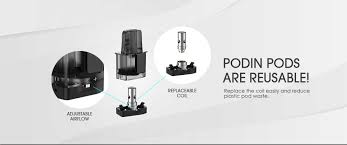 PODIN PODS
ARE REUSABLE!
Replace the coil easily and reduce
plastic pod waste.
REPLACEABLE
COIL
ADJUSTABLE
AIRFLOW